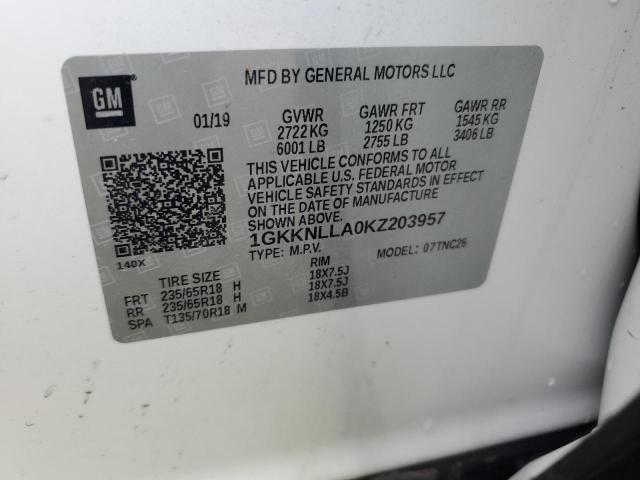 GM
MFD BY GENERAL MOTORS LLC
01/19 GVWR GAWR FRT GAWR RR
2722 KG 1250 KG 1545 KG
6001 LB 2755 LB 3406 LB
THIS VEHICLE CONFORMS TO ALL
APPLICABLE U.S. FEDERAL MOTOR
VEHICLE SAFETY STANDARDS IN EFFECT
ON THE DATE OF MANUFACTURE
SHOWN ABOVE.
1GKKNLLA0KZ203957
TYPE: M.P.V. MODEL: 07TNC26
140X
TIRE SIZE RIM
FRT 235/65R18 H 18X7.5J
RR 235/65R18 H 18X7.5J
SPA T135/70R18 M 18X4.5B